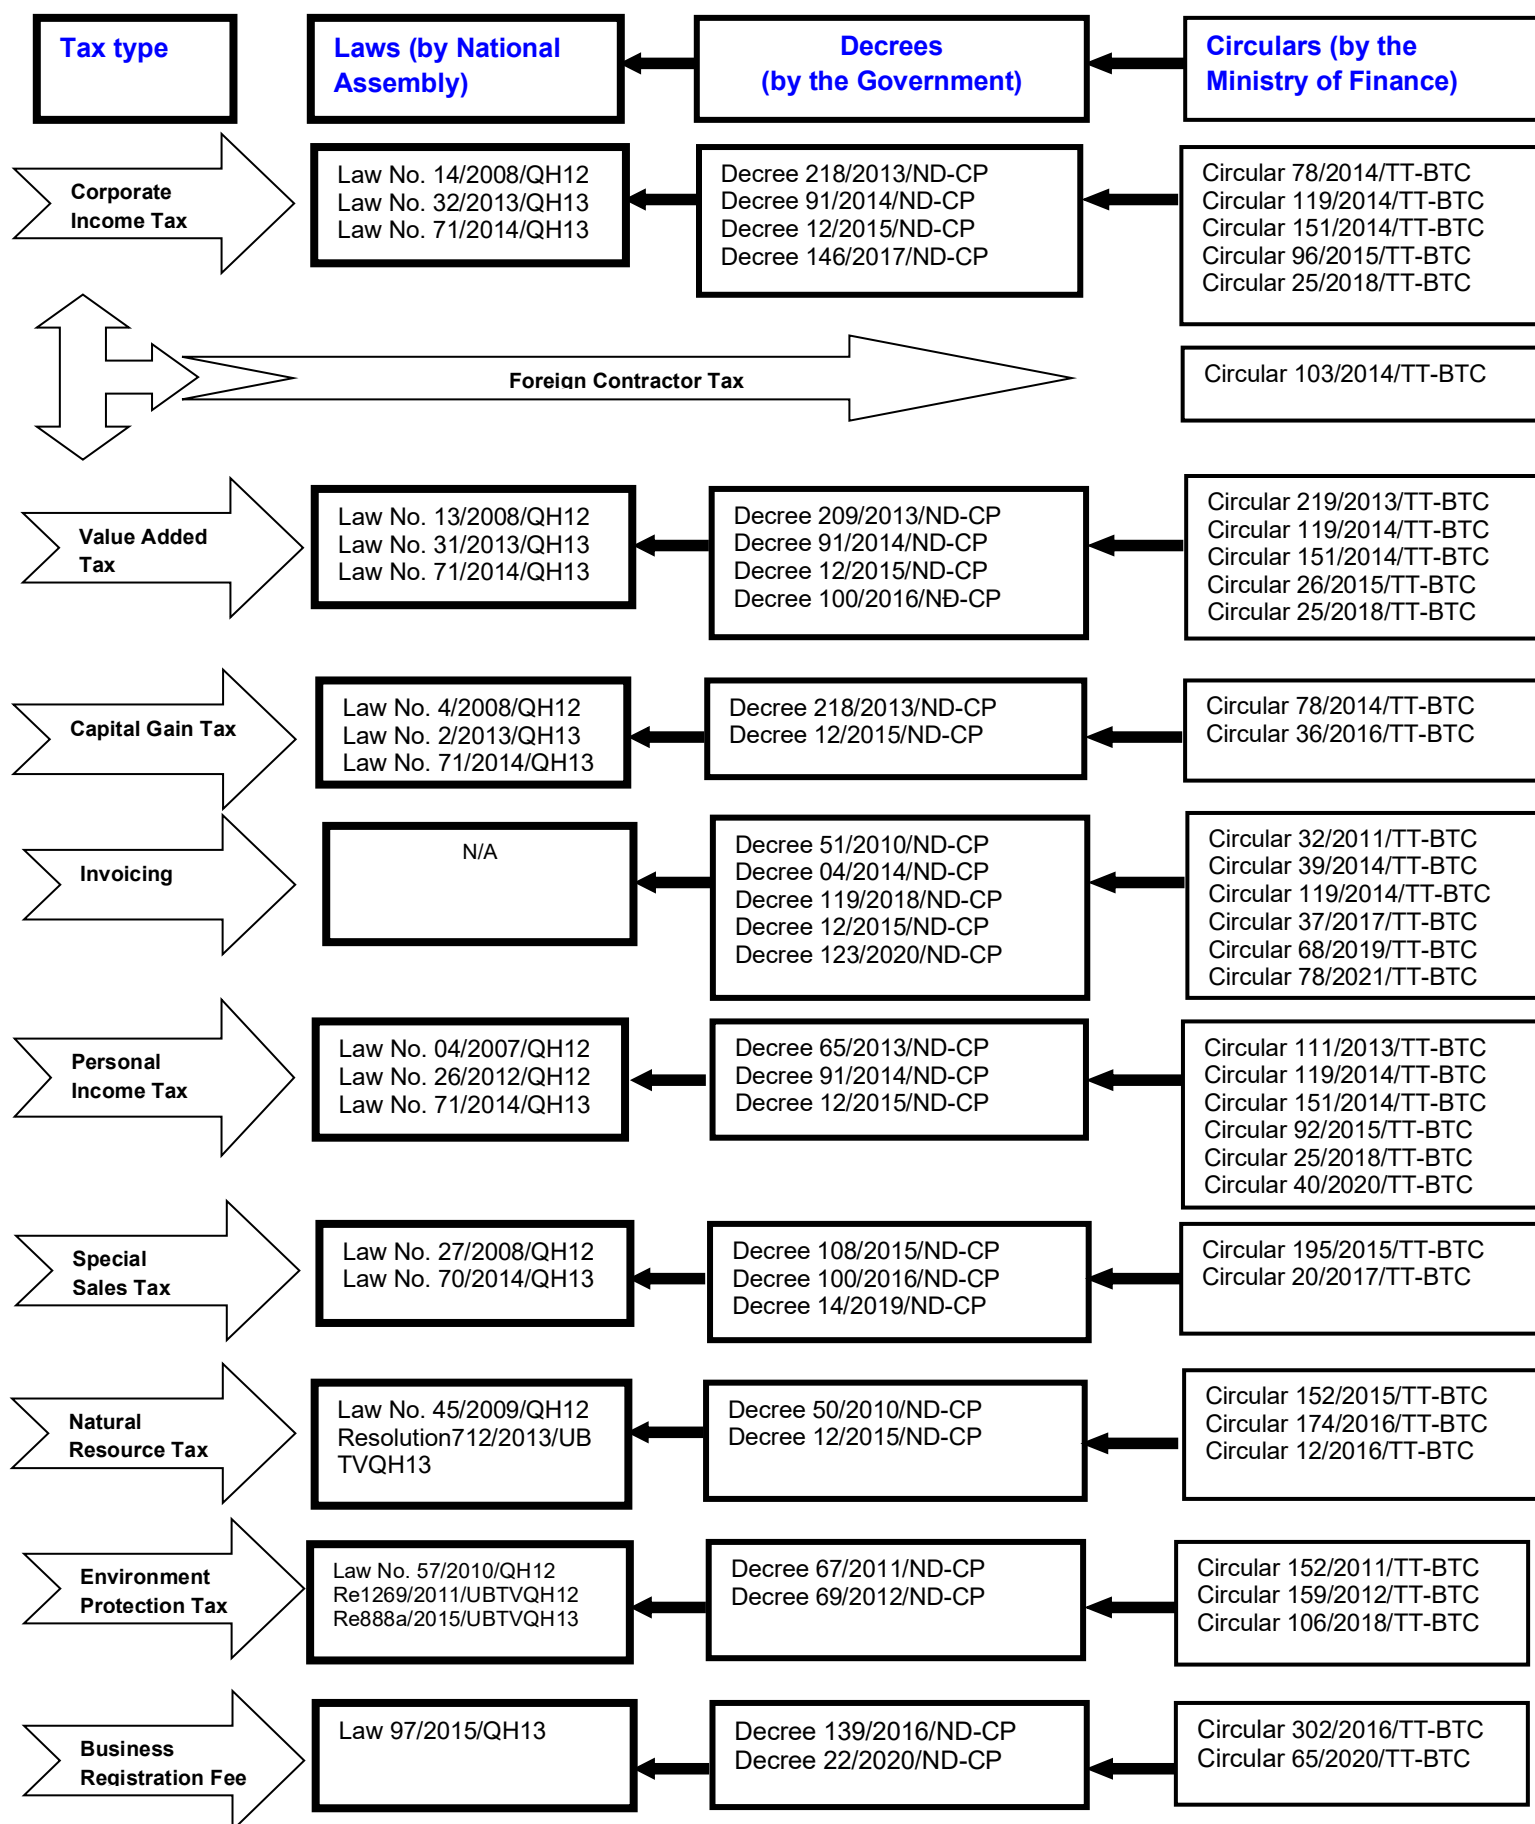 Tax type
Laws (by National
Assembly)
Decrees
(by the Government)
Circulars (by the
Ministry of Finance)
Corporate
Income Tax
Law No. 14/2008/QH12
Law No. 32/2013/QH13
Law No. 71/2014/QH13
Decree 218/2013/ND-CP
Decree 91/2014/ND-CP
Decree 12/2015/ND-CP
Decree 146/2017/ND-CP
Circular 78/2014/TT-BTC
Circular 119/2014/TT-BTC
Circular 151/2014/TT-BTC
Circular 96/2015/TT-BTC
Circular 25/2018/TT-BTC
Foreign Contractor Tax
Circular 103/2014/TT-BTC
Value Added
Tax
Law No. 13/2008/QH12
Law No. 31/2013/QH13
Law No. 71/2014/QH13
Decree 209/2013/ND-CP
Decree 91/2014/ND-CP
Decree 12/2015/ND-CP
Decree 100/2016/NĐ-CP
Circular 219/2013/TT-BTC
Circular 119/2014/TT-BTC
Circular 151/2014/TT-BTC
Circular 26/2015/TT-BTC
Circular 25/2018/TT-BTC
Capital Gain Tax
Law No. 4/2008/QH12
Law No. 2/2013/QH13
Law No. 71/2014/QH13
Decree 218/2013/ND-CP
Decree 12/2015/ND-CP
Circular 78/2014/TT-BTC
Circular 36/2016/TT-BTC
Invoicing
N/A
Decree 51/2010/ND-CP
Decree 04/2014/ND-CP
Decree 119/2018/ND-CP
Decree 12/2015/ND-CP
Decree 123/2020/ND-CP
Circular 32/2011/TT-BTC
Circular 39/2014/TT-BTC
Circular 119/2014/TT-BTC
Circular 37/2017/TT-BTC
Circular 68/2019/TT-BTC
Circular 78/2021/TT-BTC
Personal
Income Tax
Law No. 04/2007/QH12
Law No. 26/2012/QH12
Law No. 71/2014/QH13
Decree 65/2013/ND-CP
Decree 91/2014/ND-CP
Decree 12/2015/ND-CP
Circular 111/2013/TT-BTC
Circular 119/2014/TT-BTC
Circular 151/2014/TT-BTC
Circular 92/2015/TT-BTC
Circular 25/2018/TT-BTC
Circular 40/2020/TT-BTC
Special
Sales Tax
Law No. 27/2008/QH12
Law No. 70/2014/QH13
Decree 108/2015/ND-CP
Decree 100/2016/ND-CP
Decree 14/2019/ND-CP
Circular 195/2015/TT-BTC
Circular 20/2017/TT-BTC
Natural
Resource Tax
Law No. 45/2009/QH12
Resolution712/2013/UB
TVQH13
Decree 50/2010/ND-CP
Decree 12/2015/ND-CP
Circular 152/2015/TT-BTC
Circular 174/2016/TT-BTC
Circular 12/2016/TT-BTC
Environment
Protection Tax
Law No. 57/2010/QH12
Re1269/2011/UBTVQH12
Re888a/2015/UBTVQH13
Decree 67/2011/ND-CP
Decree 69/2012/ND-CP
Circular 152/2011/TT-BTC
Circular 159/2012/TT-BTC
Circular 106/2018/TT-BTC
Business
Registration Fee
Law 97/2015/QH13
Decree 139/2016/ND-CP
Decree 22/2020/ND-CP
Circular 302/2016/TT-BTC
Circular 65/2020/TT-BTC